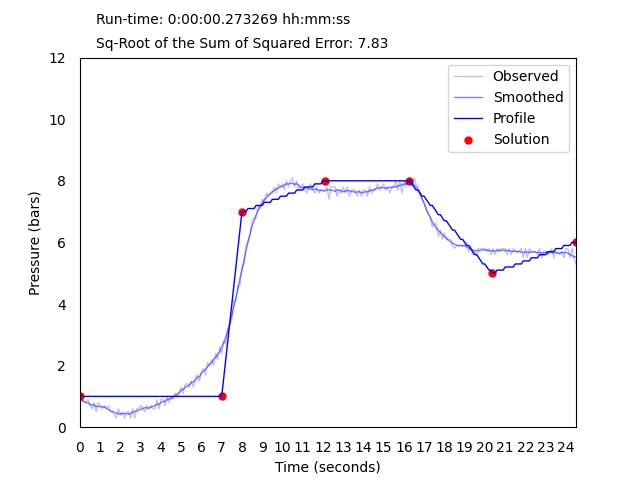 Run-time: 0:00:00.273269 hh:mm:ss
Sq-Root of the Sum of Squared Error: 7.83
12
10
8
6
4
2
0
Pressure (bars)
Observed
Smoothed
Profile
Solution
0 1 2 3 4 5 6 7 8 9 10 11 12 13 14 15 16 17 18 19 20 21 22 23 24
Time (seconds)